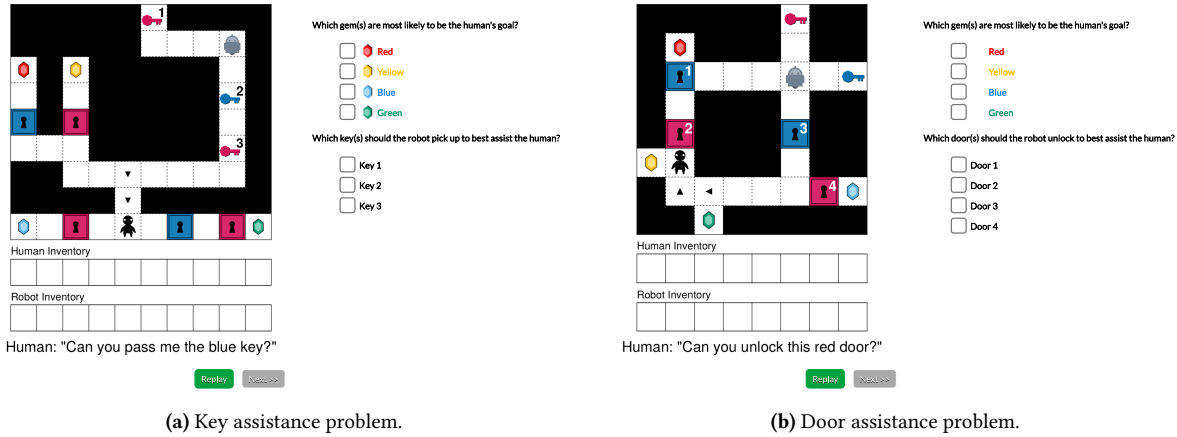 1
2
3
Human Inventory
Robot Inventory
Human: "Can you pass me the blue key?"
Which gem(s) are most likely to be the human's goal?
Red
Yellow
Blue
Green
Which key(s) should the robot pick up to best assist the human?
Key 1
Key 2
Key 3
Replay
Next >>
(a) Key assistance problem.
1
2
3
4
Human Inventory
Robot Inventory
Human: "Can you unlock this red door?"
Which gem(s) are most likely to be the human's goal?
Red
Yellow
Blue
Green
Which door(s) should the robot unlock to best assist the human?
Door 1
Door 2
Door 3
Door 4
Replay
Next >>
(b) Door assistance problem.